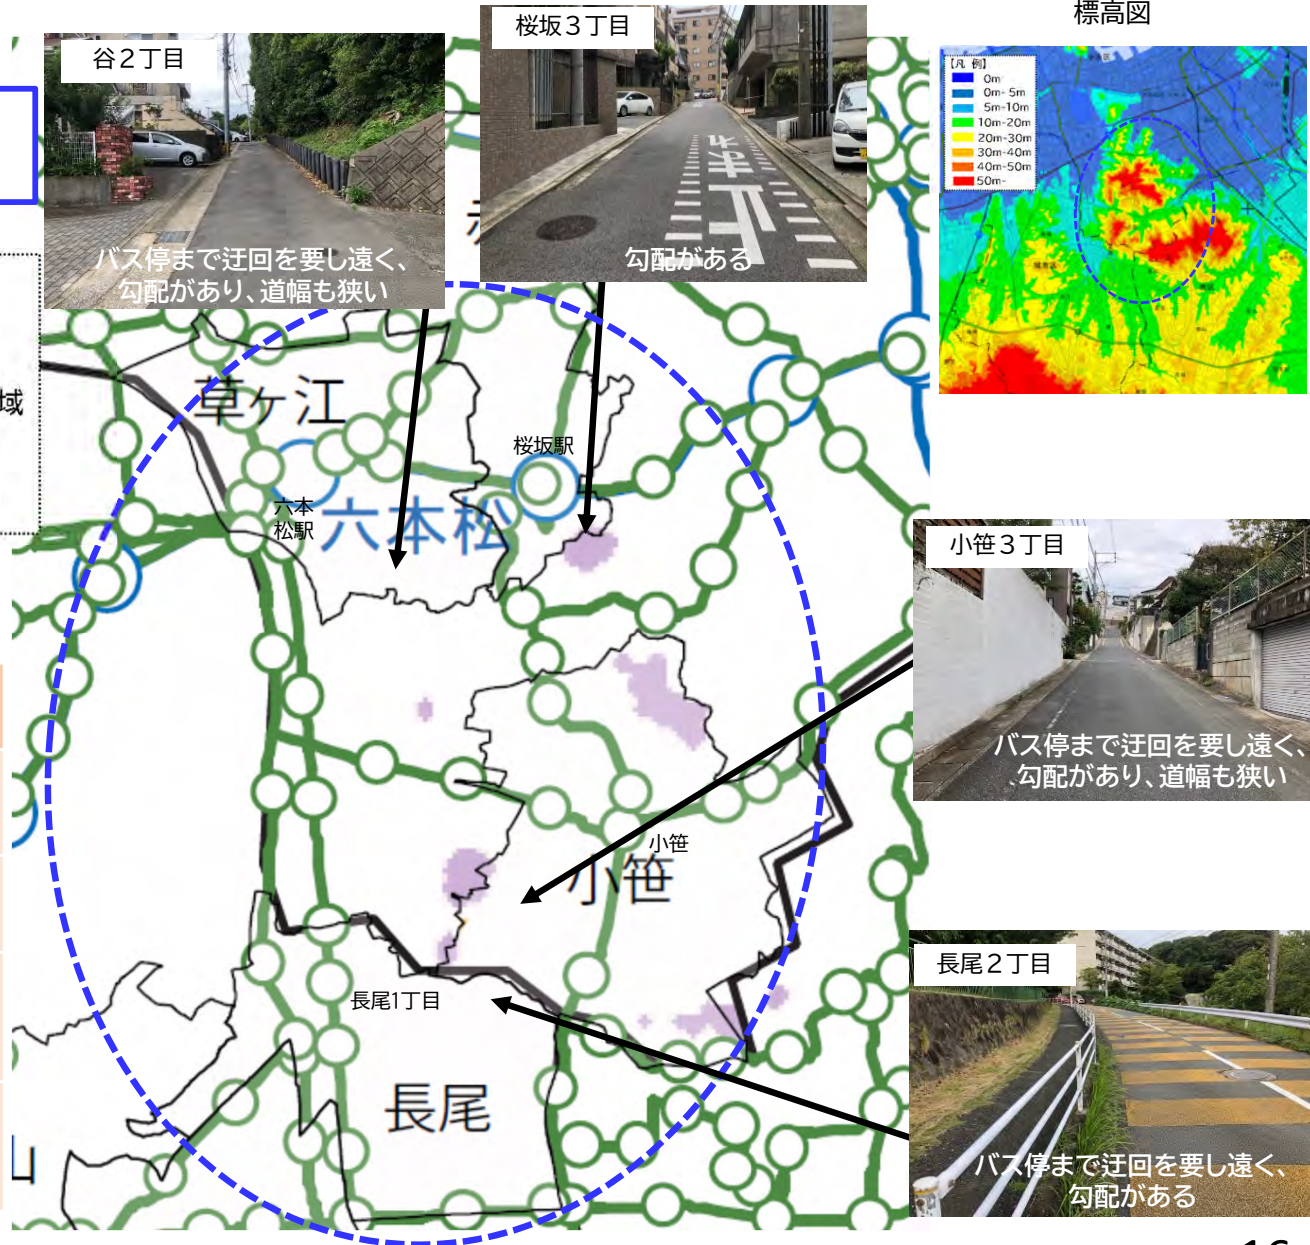 標高図
谷２丁目
バス停まで迂回を要し遠く、
勾配があり、道幅も狭い
桜坂３丁目
勾配がある
【凡 例】
0m
0m- 5m
5m-10m
10m-20m
20m-30m
30m-40m
40m-50m
50m-
域
草ヶ江
桜坂駅
六本
松駅
六本松
小笹３丁目
バス停まで迂回を要し遠く、
勾配があり、道幅も狭い
小笹
小笹
長尾２丁目
バス停まで迂回を要し遠く、
勾配がある
長尾1丁目
長尾
山
16